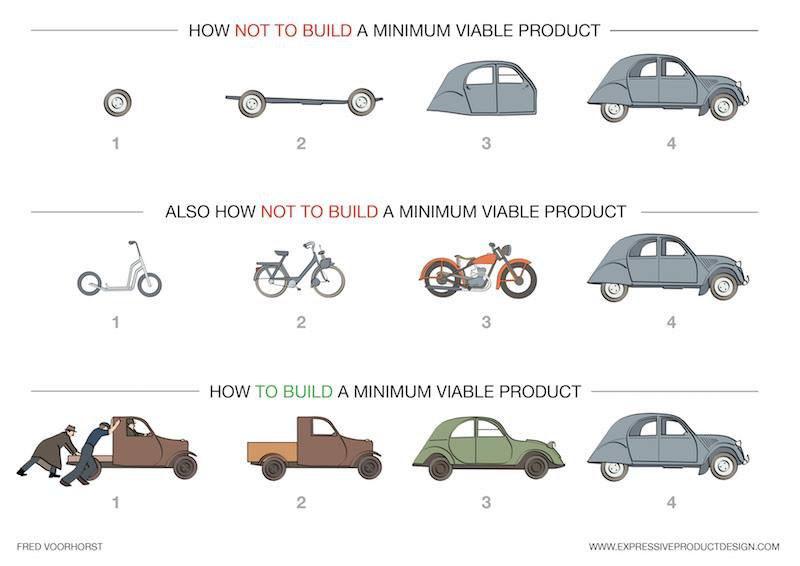 HOW NOT TO BUILD A MINIMUM VIABLE PRODUCT
1 2 3 4
ALSO HOW NOT TO BUILD A MINIMUM VIABLE PRODUCT
1 2 3 4
HOW TO BUILD A MINIMUM VIABLE PRODUCT
1 2 3 4
FRED VOORHORST WWW.EXPRESSIVEPRODUCTDESIGN.COM